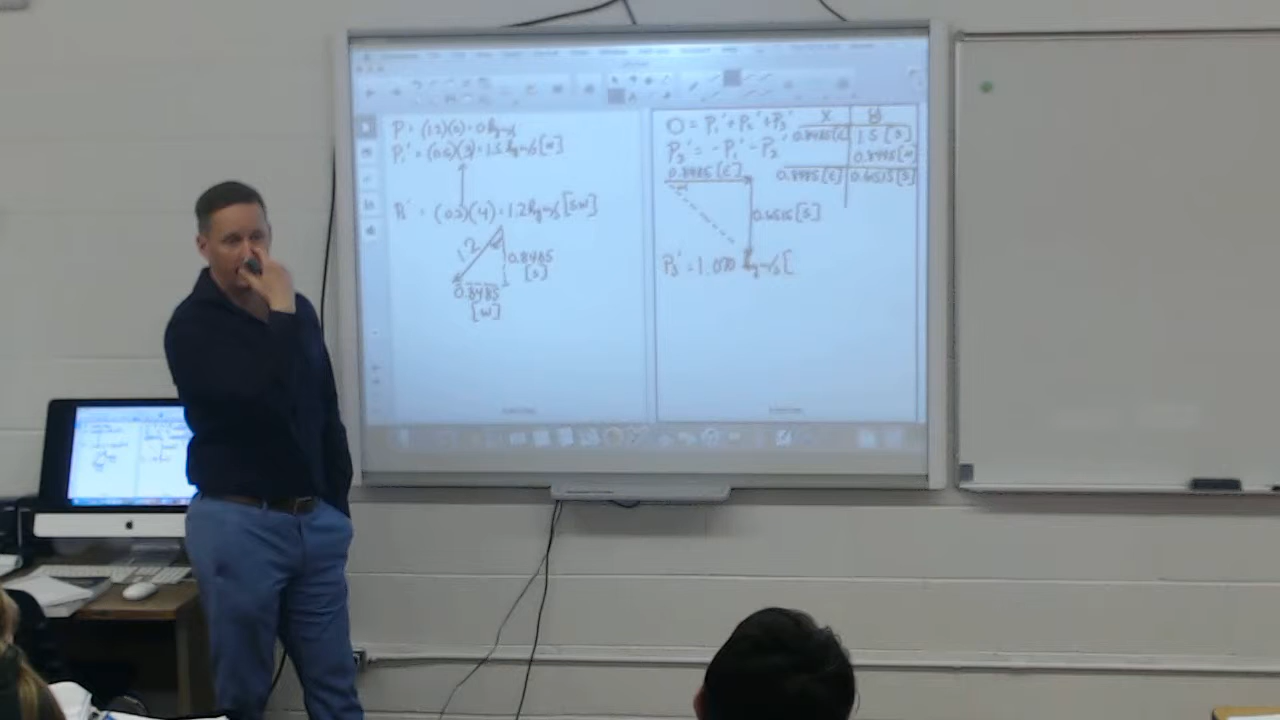 P = (1.2)(0) = 0 kg·m/s
P₁' = (0.5)(3) = 1.5 kg·m/s [N]
P₂' = (0.3)(4) = 1.2 kg·m/s [SW]
1.2
0.8485
[S]
0.8485
[W]
0 = P₁' + P₂' + P₃'
P₃' = -P₁' - P₂'
X y
0.8485[E] 1.5 [S]
0.8485[N]
0.8485[E] 0.6515[S]
0.8485 [E]
0.6515[S]
P₃' = 1.070 kg·m/s [